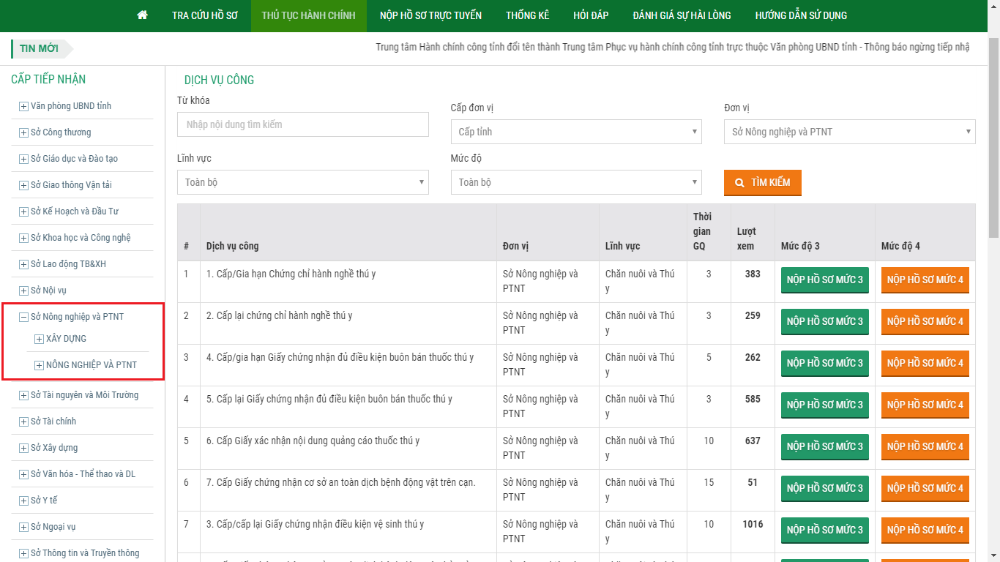 TRA CỨU HỒ SƠ
THỦ TỤC HÀNH CHÍNH
NỘP HỒ SƠ TRỰC TUYẾN
THỐNG KÊ
HỎI ĐÁP
ĐÁNH GIÁ SỰ HÀI LÒNG
HƯỚNG DẪN SỬ DỤNG
TIN MỚI
Trung tâm Hành chính công tỉnh đổi tên thành Trung tâm Phục vụ hành chính công tỉnh trực thuộc Văn phòng UBND tỉnh - Thông báo ngừng tiếp nhậ
CẤP TIẾP NHẬN
Văn phòng UBND tỉnh
Sở Công thương
Sở Giáo dục và Đào tạo
Sở Giao thông Vận tải
Sở Kế Hoạch và Đầu Tư
Sở Khoa học và Công nghệ
Sở Lao động TB&XH
Sở Nội vụ
Sở Nông nghiệp và PTNT
XÂY DỰNG
NÔNG NGHIỆP VÀ PTNT
Sở Tài nguyên và Môi Trường
Sở Tài chính
Sở Xây dựng
Sở Văn hóa - Thể thao và DL
Sở Y tế
Sở Ngoại vụ
Sở Thông tin và Truyền thông
DỊCH VỤ CÔNG
Từ khóa
Nhập nội dung tìm kiếm
Cấp đơn vị
Cấp tỉnh
Đơn vị
Sở Nông nghiệp và PTNT
Lĩnh vực
Toàn bộ
Mức độ
Toàn bộ
TÌM KIẾM
# Dịch vụ công Đơn vị Lĩnh vực Thời gian GQ Lượt xem Mức độ 3 Mức độ 4
1 1. Cấp/Gia hạn Chứng chỉ hành nghề thú y Sở Nông nghiệp và PTNT Chăn nuôi và Thú y 3 383 NỘP HỒ SƠ MỨC 3 NỘP HỒ SƠ MỨC 4
2 2. Cấp lại chứng chỉ hành nghề thú y Sở Nông nghiệp và PTNT Chăn nuôi và Thú y 3 259 NỘP HỒ SƠ MỨC 3 NỘP HỒ SƠ MỨC 4
3 4. Cấp/gia hạn Giấy chứng nhận đủ điều kiện buôn bán thuốc thú y Sở Nông nghiệp và PTNT Chăn nuôi và Thú y 5 262 NỘP HỒ SƠ MỨC 3 NỘP HỒ SƠ MỨC 4
4 5. Cấp lại Giấy chứng nhận đủ điều kiện buôn bán thuốc thú y Sở Nông nghiệp và PTNT Chăn nuôi và Thú y 3 585 NỘP HỒ SƠ MỨC 3 NỘP HỒ SƠ MỨC 4
5 6. Cấp Giấy xác nhận nội dung quảng cáo thuốc thú y Sở Nông nghiệp và PTNT Chăn nuôi và Thú y 10 637 NỘP HỒ SƠ MỨC 3 NỘP HỒ SƠ MỨC 4
6 7. Cấp Giấy chứng nhận cơ sở an toàn dịch bệnh động vật trên cạn. Sở Nông nghiệp và PTNT Chăn nuôi và Thú y 15 51 NỘP HỒ SƠ MỨC 3 NỘP HỒ SƠ MỨC 4
7 3. Cấp/cấp lại Giấy chứng nhận điều kiện vệ sinh thú y Sở Nông nghiệp và PTNT Chăn nuôi và Thú y 10 1016 NỘP HỒ SƠ MỨC 3 NỘP HỒ SƠ MỨC 4